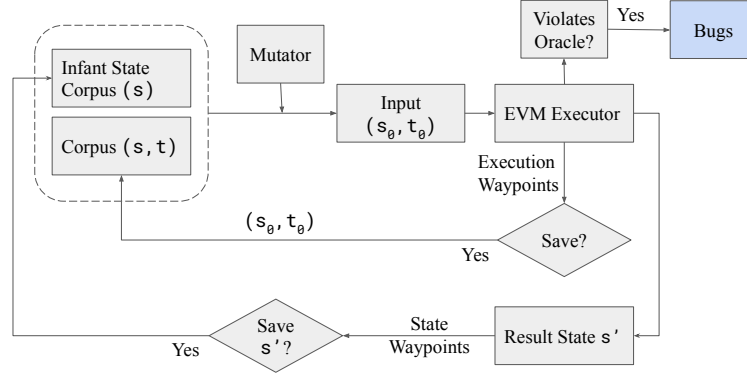 Violates
Oracle?
Yes
Bugs
Infant State
Corpus (s)
Mutator
Corpus (s,t)
Input
(s₀,t₀)
EVM Executor
Execution
Waypoints
(s₀,t₀)
Yes
Save?
Save
s'?
Yes
State
Waypoints
Result State s'